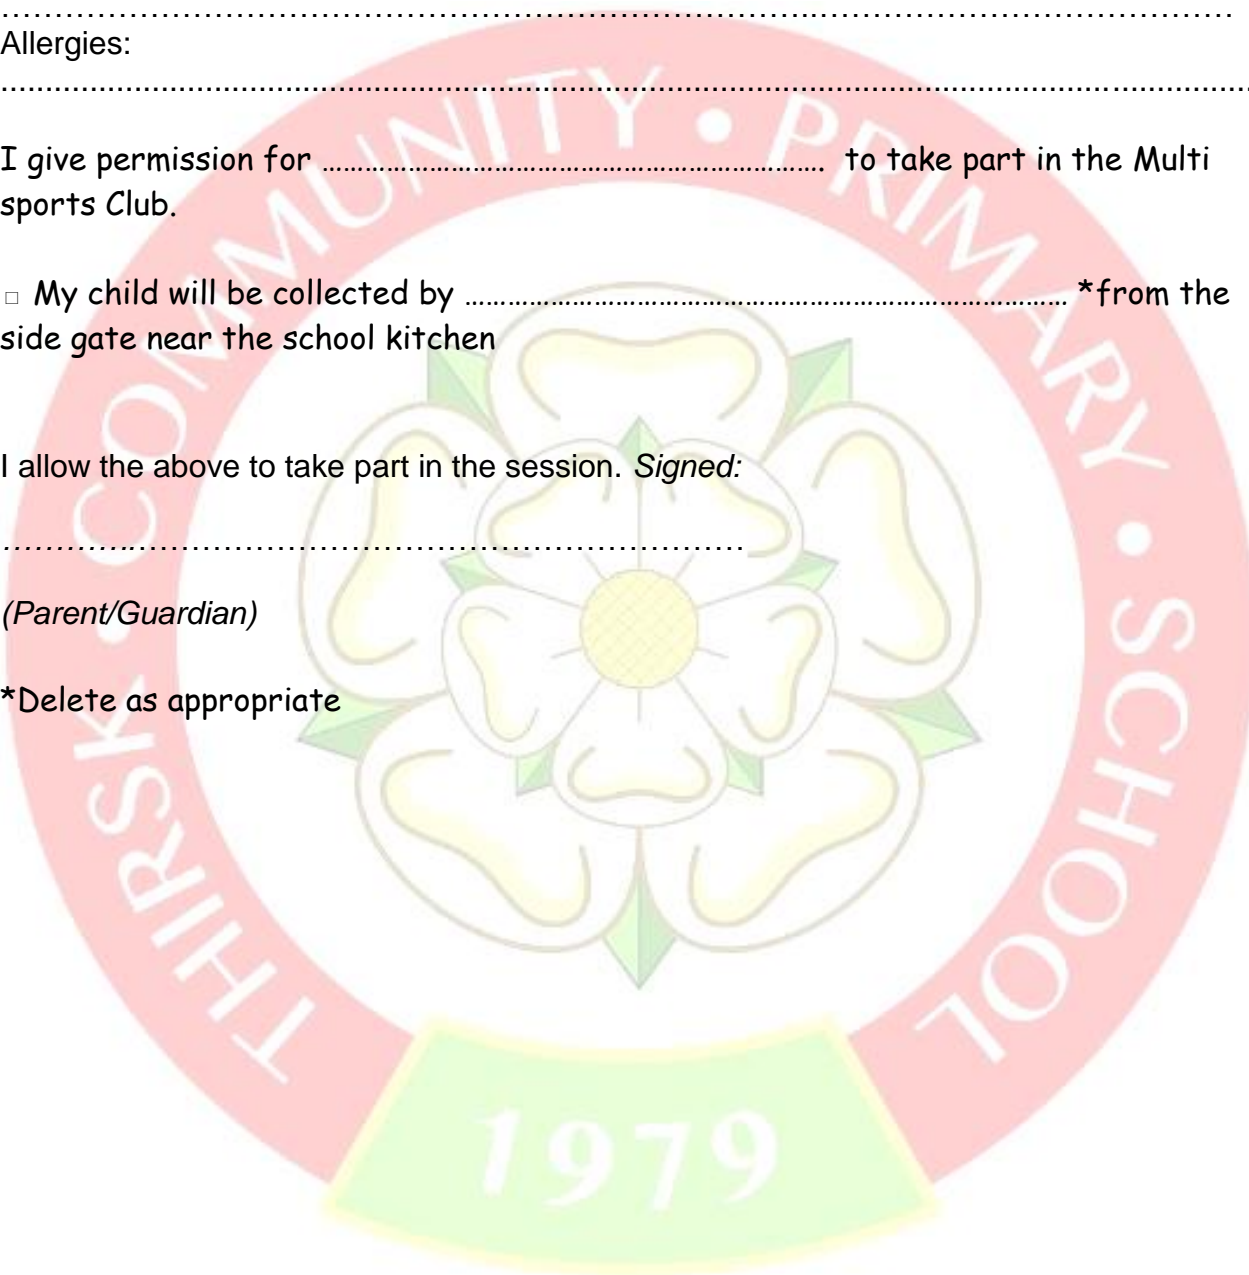 ……………………………………………………………………………………………………………………
Allergies:
........................................................................................................................................
I give permission for ……………………………………………………………. to take part in the Multi
sports Club.
□ My child will be collected by ………………………………………………………………………… *from the
side gate near the school kitchen
I allow the above to take part in the session. Signed:
……………………………………………………………
(Parent/Guardian)
*Delete as appropriate
THIRSK • COMMUNITY • PRIMARY • SCHOOL
1979